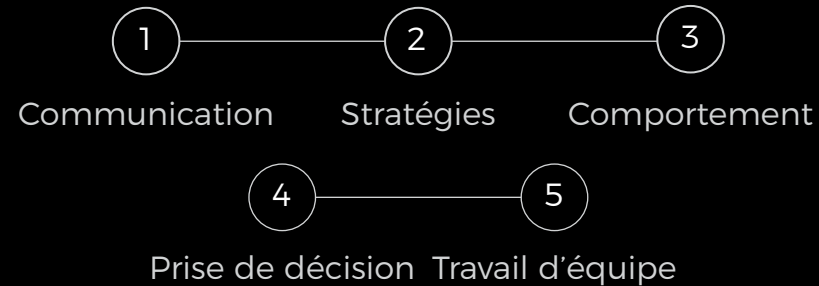 1 2 3
Communication Stratégies Comportement
4 5
Prise de décision Travail d'équipe